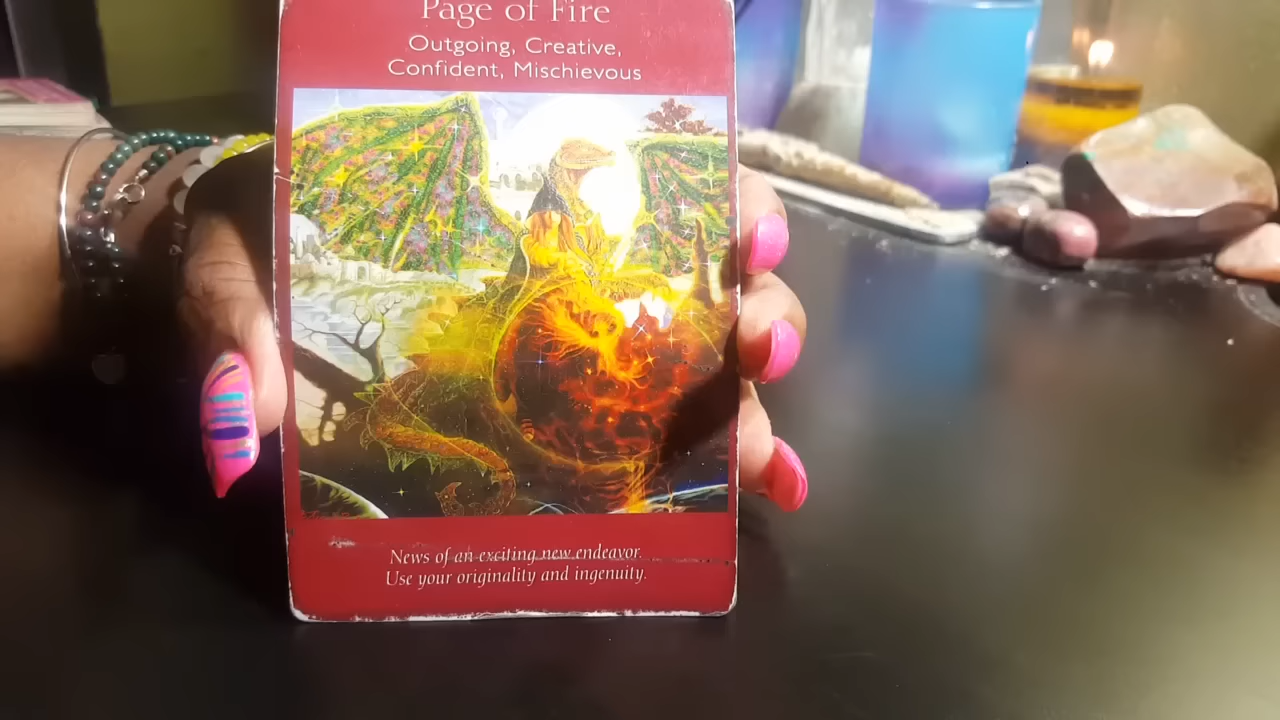 Page of Fire
Outgoing, Creative,
Confident, Mischievous
News of an exciting new endeavor.
Use your originality and ingenuity.